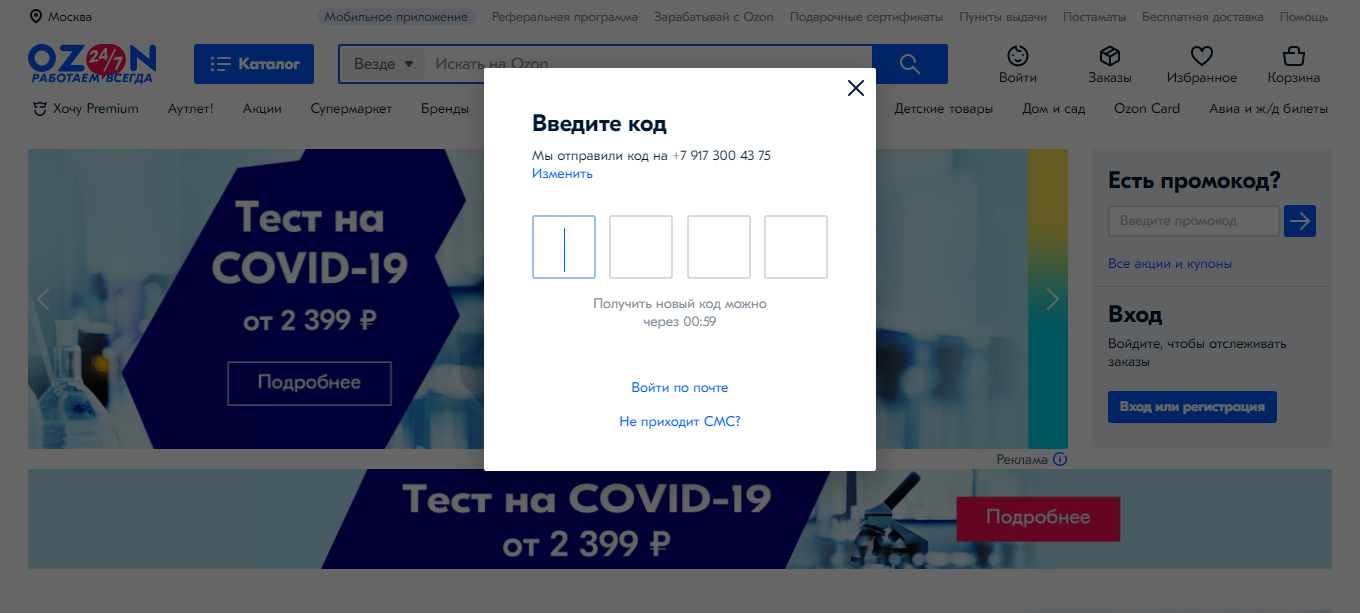 Москва
Мобильное приложение
Реферальная программа
Зарабатывай с Ozon
Подарочные сертификаты
Пункты выдачи
Постаматы
Бесплатная доставка
Помощь
OZON
24/7
РАБОТАЕМ ВСЕГДА
Каталог
Везде
Искать на Ozon
Войти
Заказы
Избранное
Корзина
Хочу Premium
Аутлет!
Акции
Супермаркет
Бренды
Детские товары
Дом и сад
Ozon Card
Авиа и ж/д билеты
Введите код
Мы отправили код на +7 917 300 43 75
Изменить
Получить новый код можно
через 00:59
Войти по почте
Не приходит СМС?
Тест на
COVID-19
от 2 399 ₽
Подробнее
Есть промокод?
Введите промокод
Все акции и купоны
Вход
Войдите, чтобы отслеживать
заказы
Вход или регистрация
Реклама
Тест на COVID-19
от 2 399 ₽
Подробнее